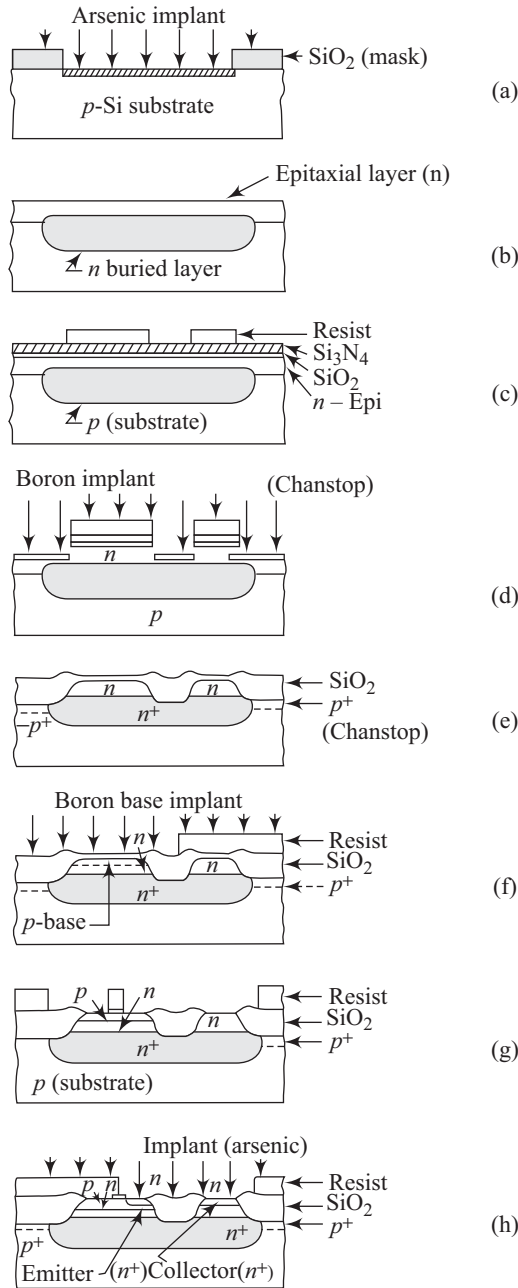 Arsenic implant
SiO₂ (mask)
p-Si substrate
(a)
Epitaxial layer (n)
n buried layer
(b)
Resist
Si₃N₄
SiO₂
n – Epi
p (substrate)
(c)
Boron implant
(Chanstop)
n
p
(d)
n
n
SiO₂
p⁺
–p⁺
n⁺
(Chanstop)
(e)
Boron base implant
n
Resist
SiO₂
n
n⁺
p⁺
p-base
(f)
p
n
Resist
n
SiO₂
n⁺
p⁺
p (substrate)
(g)
Implant (arsenic)
p
n
n
n
Resist
SiO₂
p⁺
n⁺
p⁺
Emitter
(n⁺)Collector(n⁺)
(h)